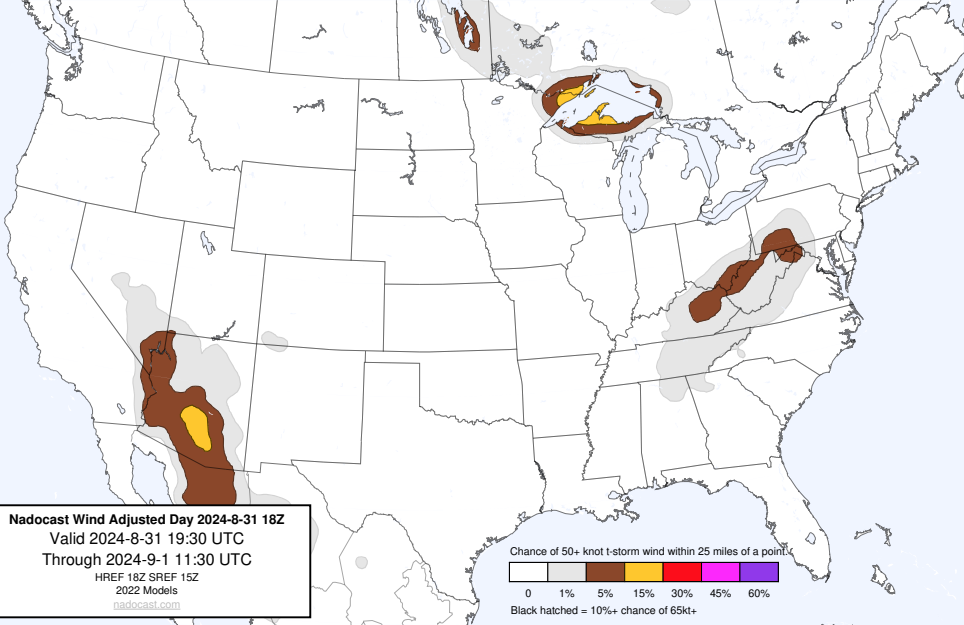 Nadocast Wind Adjusted Day 2024-8-31 18Z
Valid 2024-8-31 19:30 UTC
Through 2024-9-1 11:30 UTC
HREF 18Z SREF 15Z
2022 Models
nadocast.com
Chance of 50+ knot t-storm wind within 25 miles of a point.
0 1% 5% 15% 30% 45% 60%
Black hatched = 10%+ chance of 65kt+